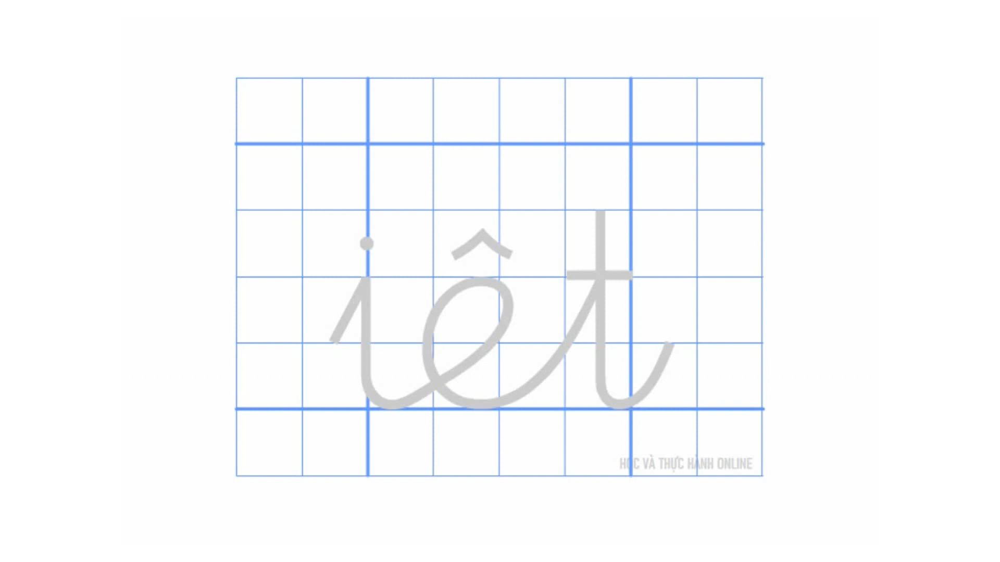 iêt
HỌC VÀ THỰC HÀNH ONLINE